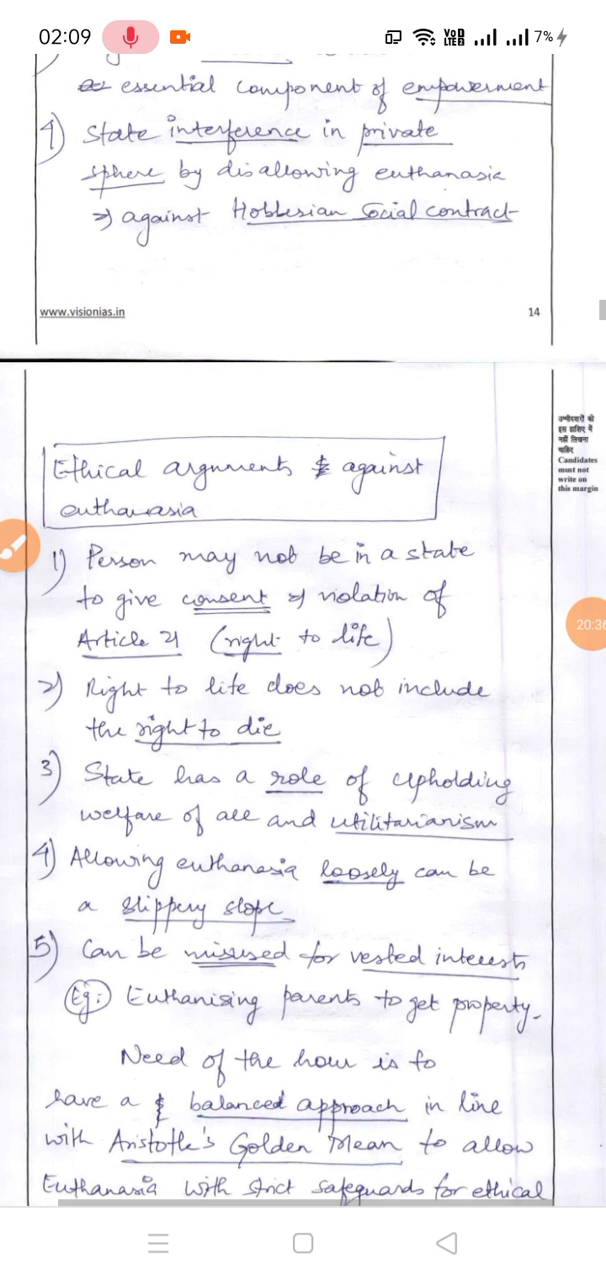 02:09
VoD
LTE2
7%
essential component of empowerment
4) State interference in private
sphere by disallowing euthanasia
⇒ against Hobbesian Social contract
www.visionias.in
14
उम्मीदवारों को
इस हाशिए में
नहीं लिखना
चाहिए
Candidates
must not
write on
this margin
Ethical arguments against
euthanasia
1) Person may not be in a state
to give consent ⇒ violation of
Article 21 (right to life)
2) Right to life does not include
the right to die
3) State has a role of upholding
welfare of all and utilitarianism
4) Allowing euthanasia loosely can be
a slippery slope
5) Can be misused for vested interests
Eg: Euthanising parents to get property.
20:36
Need of the hour is to
have a balanced approach in line
with Aristotle's Golden Mean to allow
Euthanasia with strict safeguards for ethical